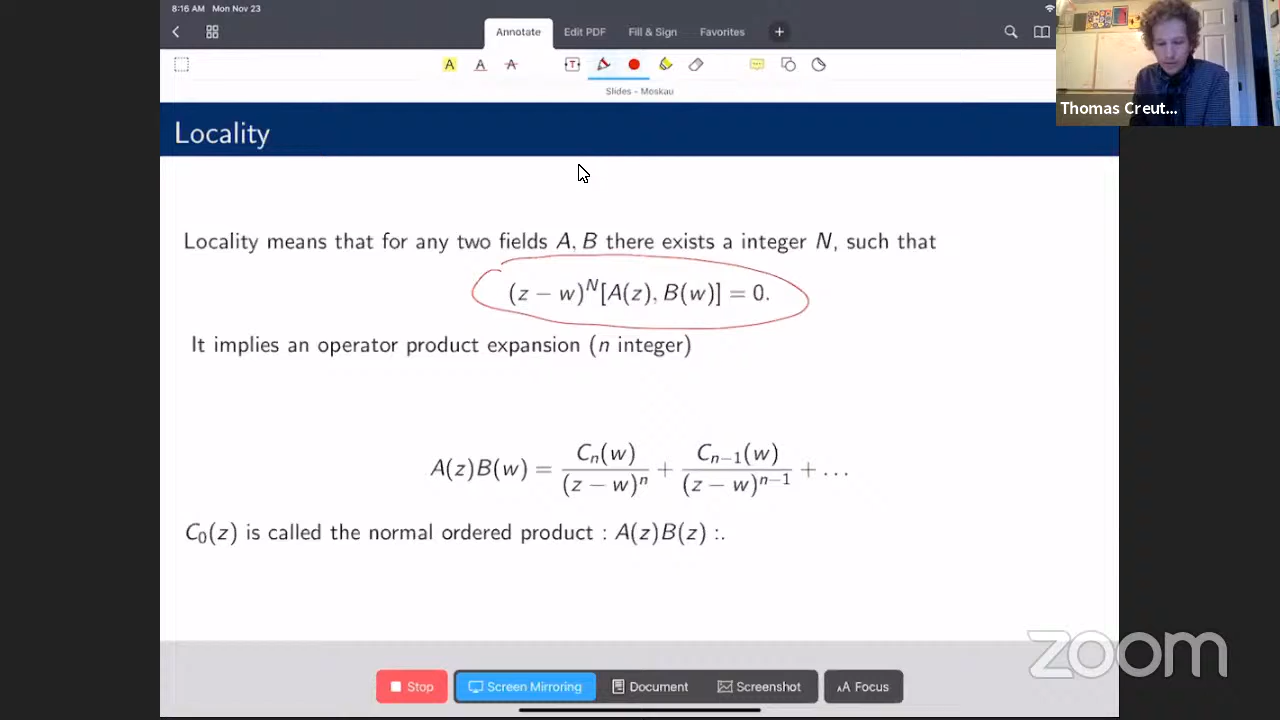 8:16 AM Mon Nov 23
Annotate Edit PDF Fill & Sign Favorites
A A A T
Slides - Moskau
Thomas Creut...
Locality
Locality means that for any two fields A, B there exists a integer N, such that
(z − w)^N[A(z), B(w)] = 0.
It implies an operator product expansion (n integer)
A(z)B(w) = C_n(w)/(z − w)^n + C_{n−1}(w)/(z − w)^{n−1} + ...
C_0(z) is called the normal ordered product : A(z)B(z) :.
zoom
Stop Screen Mirroring Document Screenshot AA Focus